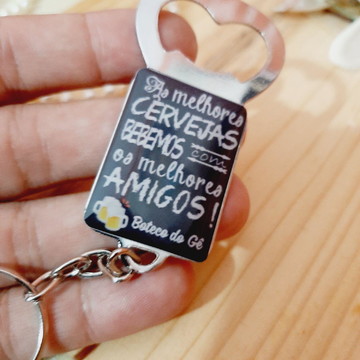 As melhores
CERVEJAS
BEBEMOS com
os melhores
AMIGOS!
Boteco do Gê